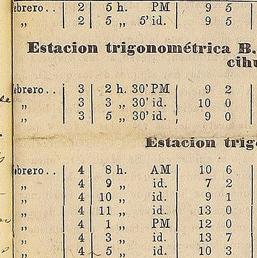 ebrero.. 2 5 h. PM 9 5
„ 2 5 „ 5' id. 9 5
Estacion trigonométrica B.
cihu
ebrero.. 3 2 h. 30' PM 9 2
„ 3 3 „ 30' id. 10 0
„ 3 5 „ 30' id. 9 0
Estacion trig
ebrero.. 4 8 h. AM 10 6
„ 4 9 „ id. 7 2
„ 4 10 „ id. 9 1
„ 4 11 „ id. 13 0
„ 4 1 „ PM 12 0
„ 4 3 „ id. 13 7
„ 4 5 „ id. 10 3